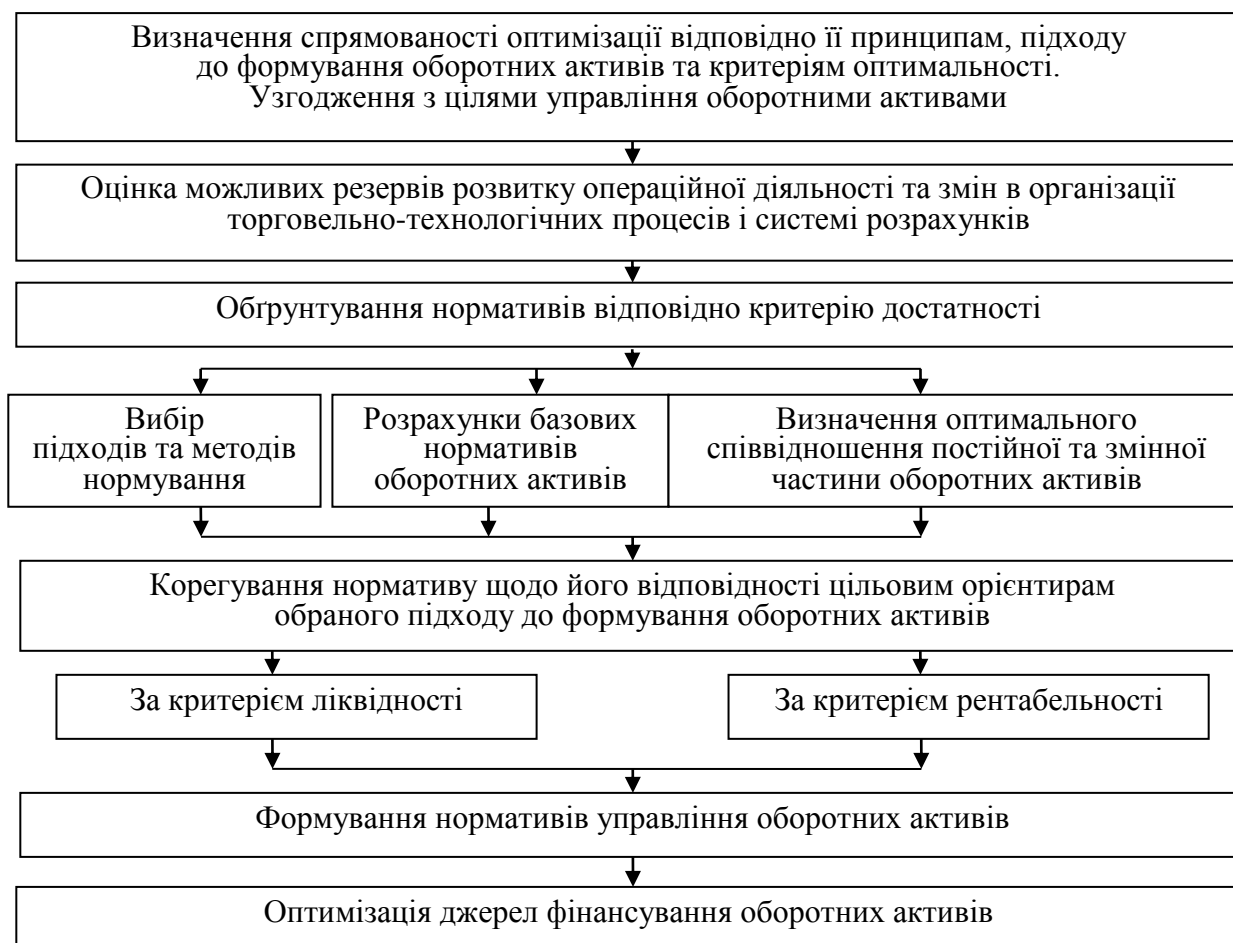 Визначення спрямованості оптимізації відповідно її принципам, підходу
до формування оборотних активів та критеріям оптимальності.
Узгодження з цілями управління оборотними активами
Оцінка можливих резервів розвитку операційної діяльності та змін в організації
торговельно-технологічних процесів і системі розрахунків
Обґрунтування нормативів відповідно критерію достатності
Вибір
підходів та методів
нормування
Розрахунки базових
нормативів
оборотних активів
Визначення оптимального
співвідношення постійної та змінної
частини оборотних активів
Корегування нормативу щодо його відповідності цільовим орієнтирам
обраного підходу до формування оборотних активів
За критерієм ліквідності
За критерієм рентабельності
Формування нормативів управління оборотних активів
Оптимізація джерел фінансування оборотних активів